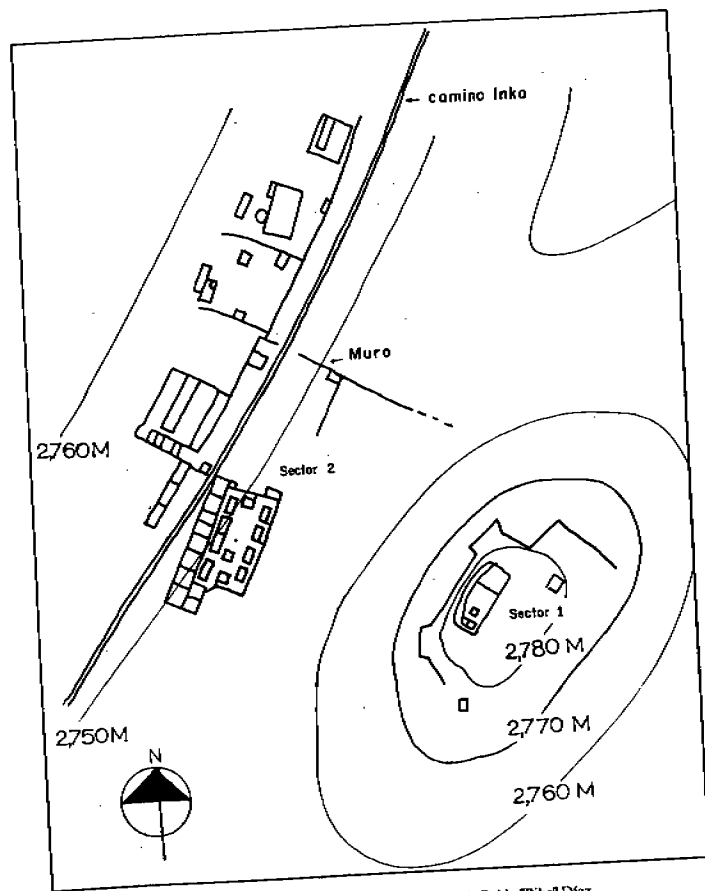 camino Inka
Muro
2,760M
Sector 2
Sector 1
2,780 M
2,770 M
2,750M
2,760 M
N